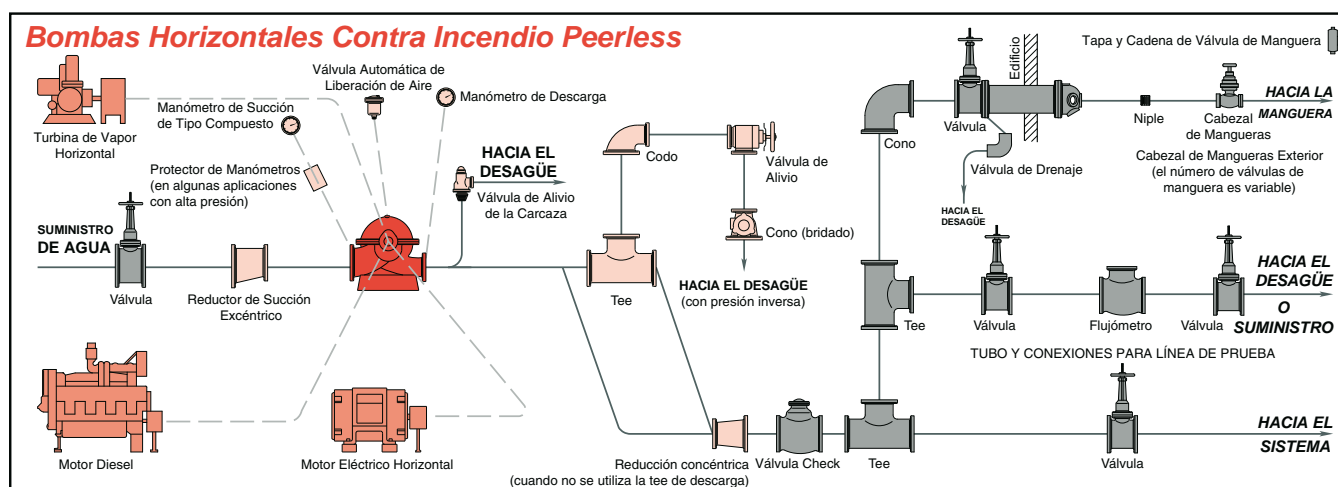 Bombas Horizontales Contra Incendio Peerless
Turbina de Vapor
Horizontal
Manómetro de Succión
de Tipo Compuesto
Válvula Automática de
Liberación de Aire
Manómetro de Descarga
Protector de Manómetros
(en algunas aplicaciones
con alta presión)
HACIA EL
DESAGÜE
Válvula de Alivio
de la Carcaza
Codo
Válvula de
Alivio
Cono (bridado)
HACIA EL DESAGÜE
(con presión inversa)
Tee
SUMINISTRO
DE AGUA
Válvula
Reductor de Succión
Excéntrico
Motor Diesel
Motor Eléctrico Horizontal
Cono
Válvula
Edificio
Válvula de Drenaje
HACIA EL
DESAGÜE
Tapa y Cadena de Válvula de Manguera
Niple
Cabezal
de Mangueras
HACIA LA
MANGUERA
Cabezal de Mangueras Exterior
(el número de válvulas de
manguera es variable)
Tee
Válvula
Flujómetro
Válvula
HACIA EL
DESAGÜE
O
SUMINISTRO
TUBO Y CONEXIONES PARA LÍNEA DE PRUEBA
Reducción concéntrica
(cuando no se utiliza la tee de descarga)
Válvula Check
Tee
Válvula
HACIA EL
SISTEMA